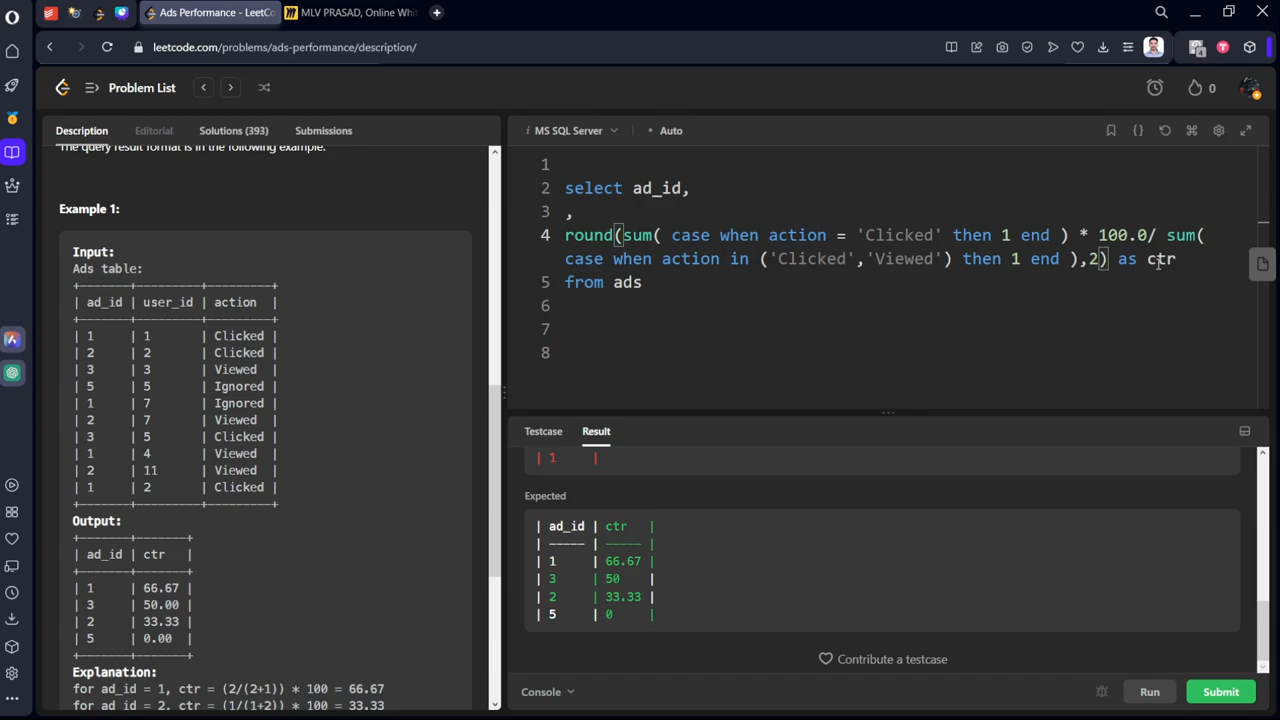 Ads Performance - LeetCo
MLV PRASAD, Online Whi
leetcode.com/problems/ads-performance/description/
4
Problem List
0
Description
Editorial
Solutions (393)
Submissions
MS SQL Server
Auto
The query result format is in the following example.
Example 1:
Input:
Ads table:
+-------+---------+---------+
| ad_id | user_id | action |
+-------+---------+---------+
| 1 | 1 | Clicked |
| 2 | 2 | Clicked |
| 3 | 3 | Viewed |
| 5 | 5 | Ignored |
| 1 | 7 | Ignored |
| 2 | 7 | Viewed |
| 3 | 5 | Clicked |
| 1 | 4 | Viewed |
| 2 | 11 | Viewed |
| 1 | 2 | Clicked |
+-------+---------+---------+
Output:
+-------+-------+
| ad_id | ctr |
+-------+-------+
| 1 | 66.67 |
| 3 | 50.00 |
| 2 | 33.33 |
| 5 | 0.00 |
+-------+-------+
Explanation:
for ad_id = 1, ctr = (2/(2+1)) * 100 = 66.67
for ad_id = 2, ctr = (1/(1+2)) * 100 = 33.33
1
2 select ad_id,
3 ,
4 round(sum( case when action = 'Clicked' then 1 end ) * 100.0/ sum(
case when action in ('Clicked','Viewed') then 1 end ),2) as ctr
5 from ads
6
7
8
Testcase
Result
| 1 |
Expected
| ad_id | ctr |
| ----- | ----- |
| 1 | 66.67 |
| 3 | 50 |
| 2 | 33.33 |
| 5 | 0 |
Contribute a testcase
Console
Run
Submit